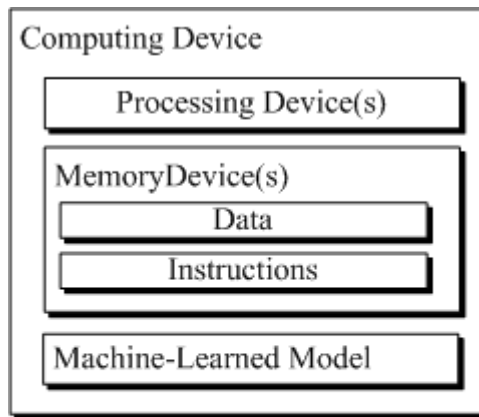 Computing Device
Processing Device(s)
MemoryDevice(s)
Data
Instructions
Machine-Learned Model